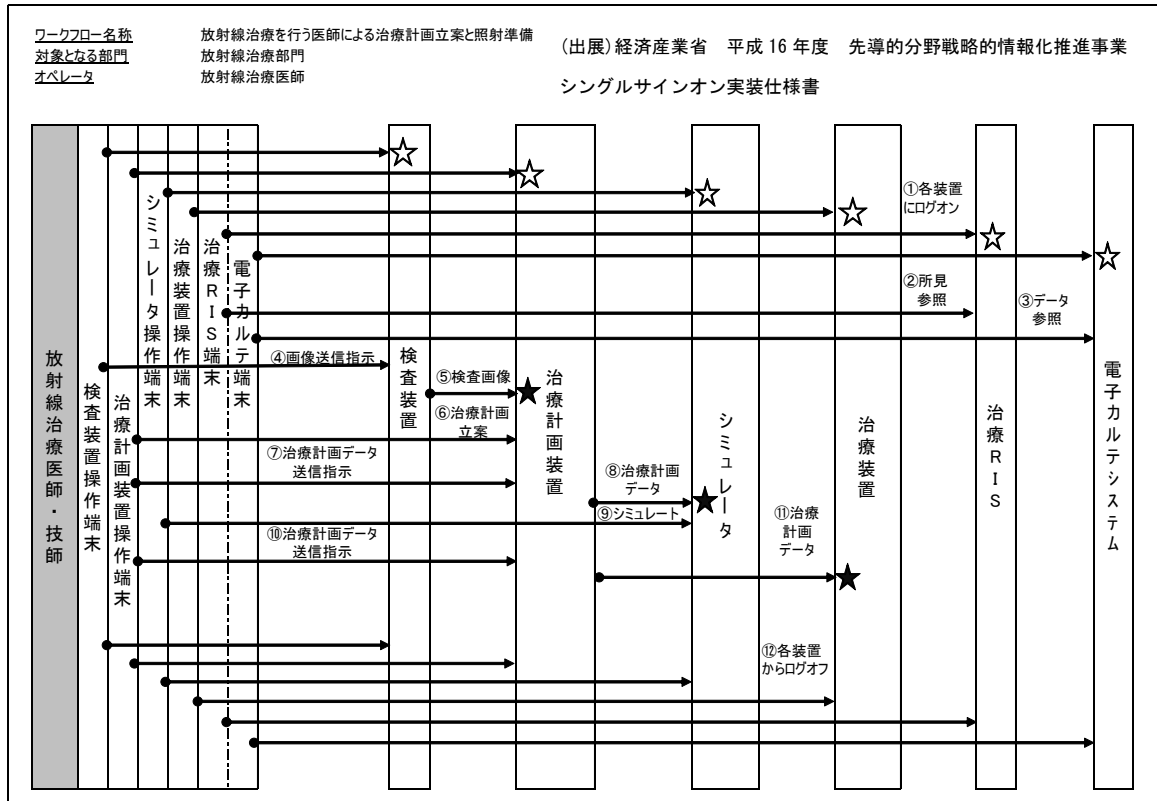 ワークフロー名称　放射線治療を行う医師による治療計画立案と照射準備
対象となる部門　放射線治療部門
オペレータ　放射線治療医師
(出展)経済産業省　平成16年度　先導的分野戦略的情報化推進事業
シングルサインオン実装仕様書
放射線治療医師・技師
検査装置操作端末
治療計画装置操作端末
シミュレータ操作端末
治療装置操作端末
治療RIS端末
電子カルテ端末
検査装置
治療計画装置
シミュレータ
治療装置
治療RIS
電子カルテシステム
①各装置
にログオン
②所見
参照
③データ
参照
④画像送信指示
⑤検査画像
⑥治療計画
立案
⑦治療計画データ
送信指示
⑧治療計画
データ
⑨シミュレート
⑩治療計画データ
送信指示
⑪治療
計画
データ
⑫各装置
からログオフ